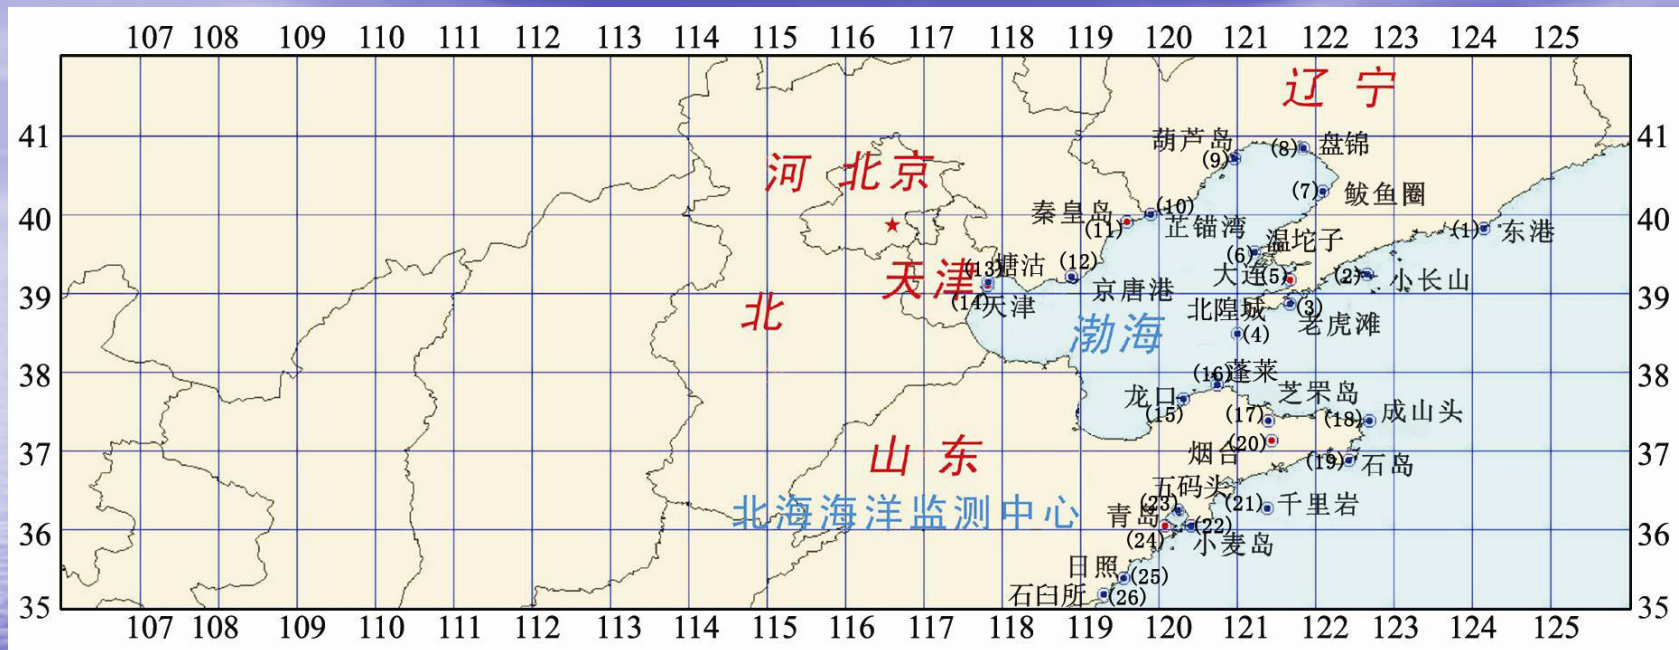 107 108 109 110 111 112 113 114 115 116 117 118 119 120 121 122 123 124 125
辽宁
41 41
葫芦岛 (9) (8) 盘锦
河 北京
(7) 鲅鱼圈
秦皇岛 (11) (10) 芷锚湾
40 40
(1) 东港
(6) 温坨子
天津
(13) 塘沽 (12) 京唐港
大连 (5) (2) 小长山
39 39
(14) 天津
北
北隍城 (3) 老虎滩
(4)
渤海
38 38
(16) 蓬莱
龙口 (15) 芝罘岛 (17) (18) 成山头
山东
烟台 (20)
37 37
(19) 石岛
五码头 (23) (21) 千里岩
北海海洋监测中心
青岛 (24) (22) 小麦岛
36 36
日照 (25)
石臼所 (26)
35 35
107 108 109 110 111 112 113 114 115 116 117 118 119 120 121 122 123 124 125